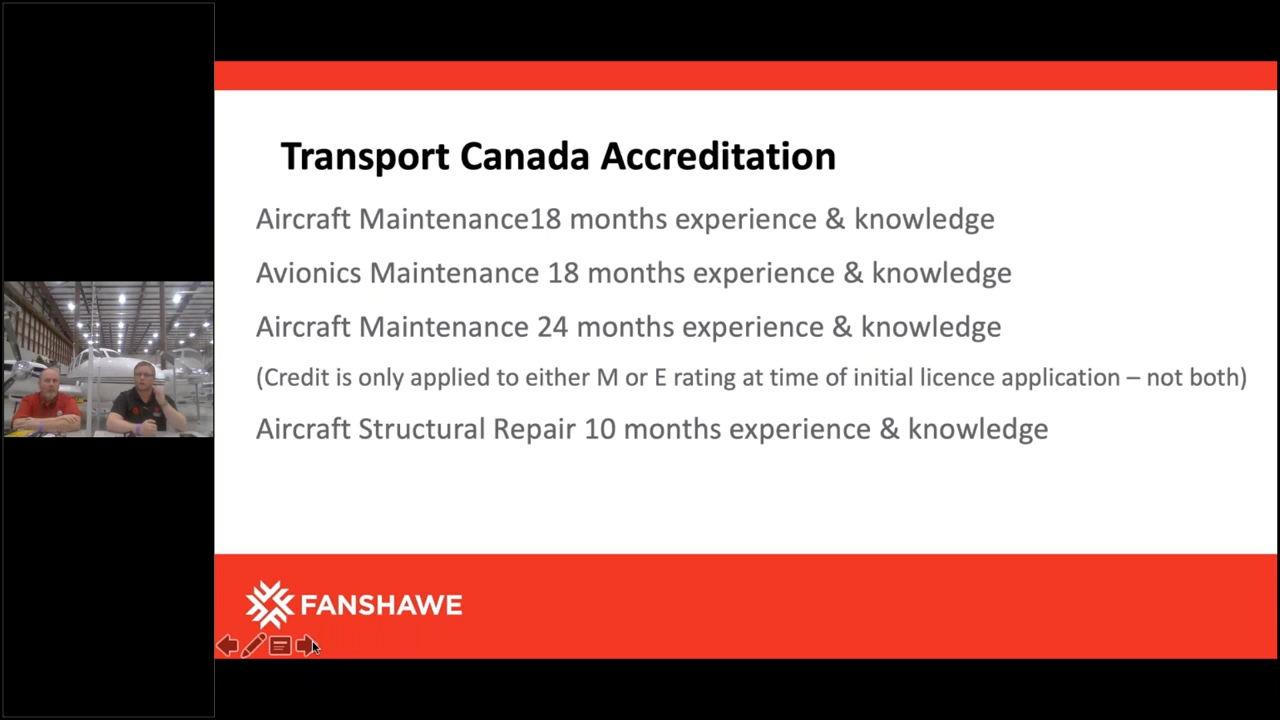 Transport Canada Accreditation
Aircraft Maintenance18 months experience & knowledge
Avionics Maintenance 18 months experience & knowledge
Aircraft Maintenance 24 months experience & knowledge
(Credit is only applied to either M or E rating at time of initial licence application – not both)
Aircraft Structural Repair 10 months experience & knowledge
FANSHAWE